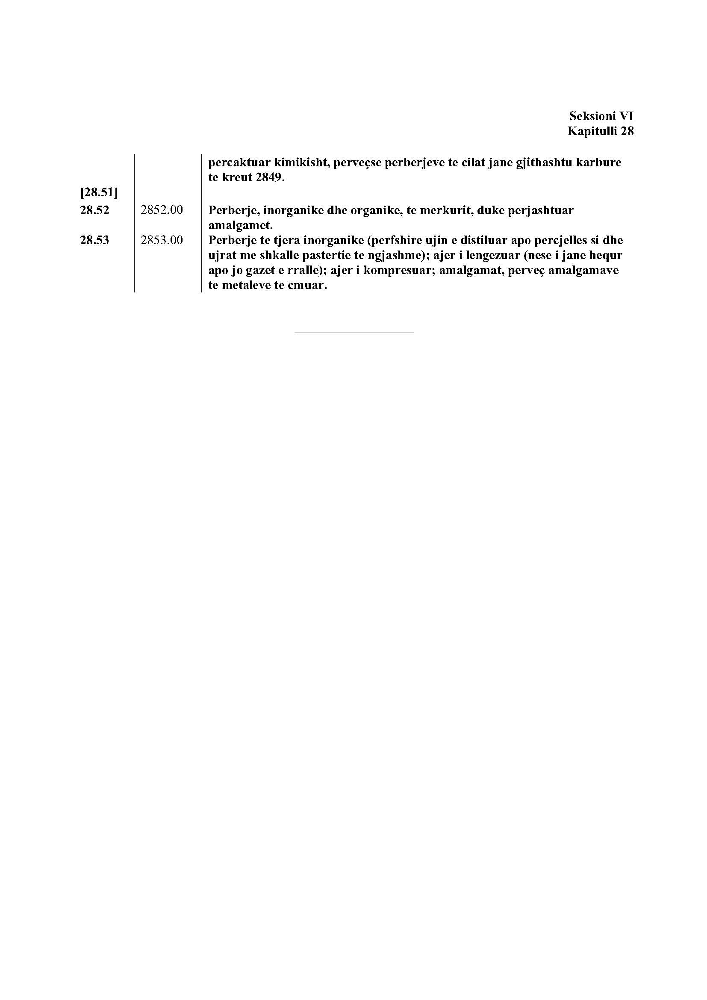 Seksioni VI
Kapitulli 28
percaktuar kimikisht, perveçse perberjeve te cilat jane gjithashtu karbure
te kreut 2849.
[28.51]
28.52 2852.00 Perberje, inorganike dhe organike, te merkurit, duke perjashtuar
amalgamet.
28.53 2853.00 Perberje te tjera inorganike (perfshire ujin e distiluar apo percjelles si dhe
ujrat me shkalle pastertie te ngjashme); ajer i lengezuar (nese i jane hequr
apo jo gazet e rralle); ajer i kompresuar; amalgamat, perveç amalgamave
te metaleve te cmuar.